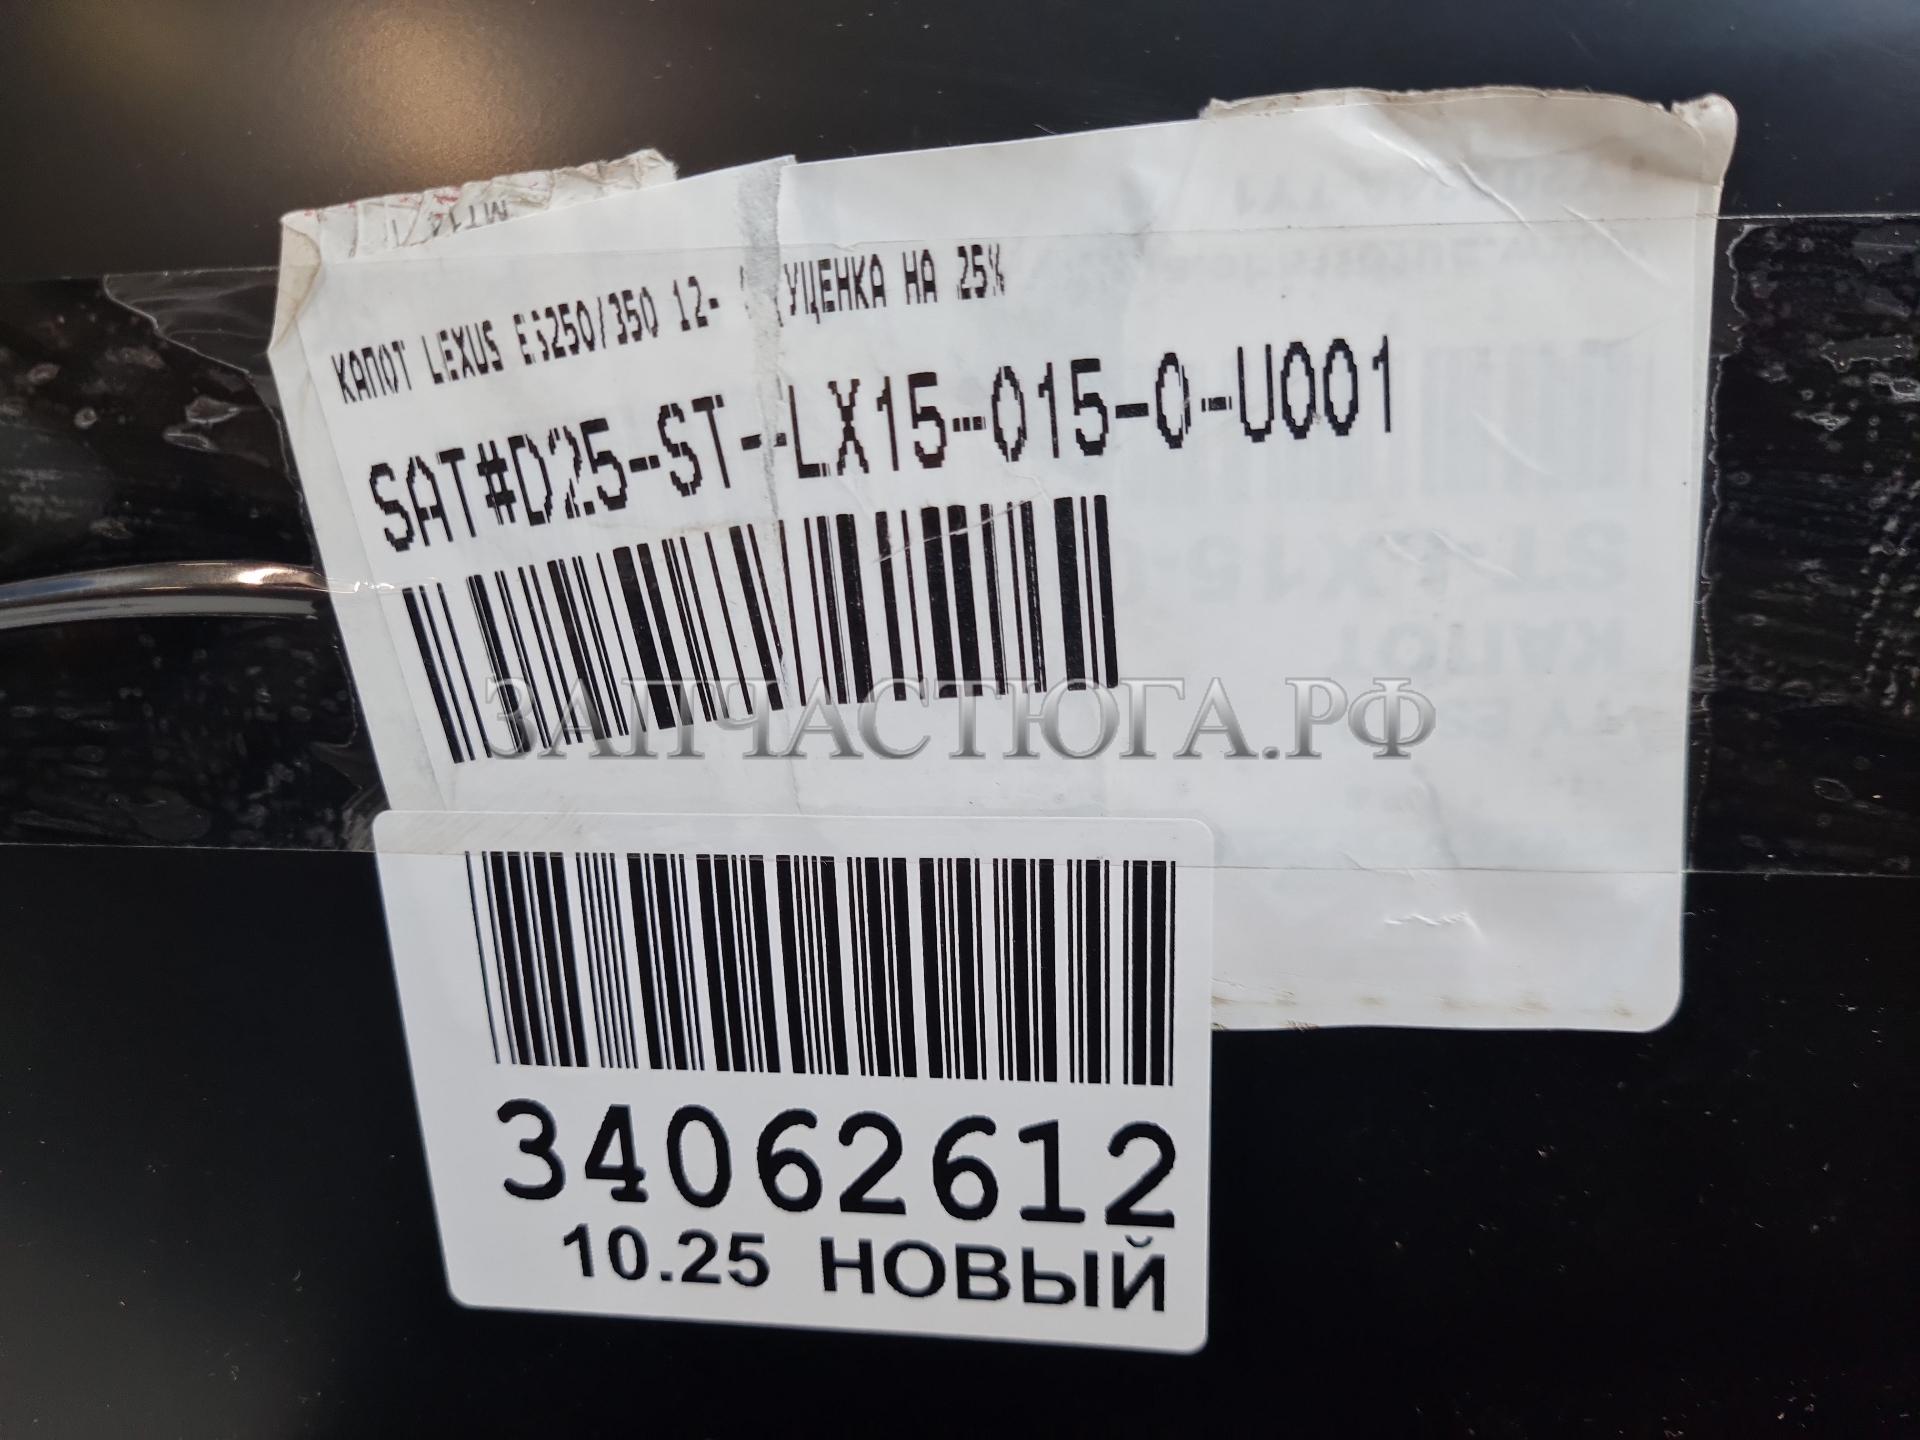 КАПОТ LEXUS ES250/350 12- УЦЕНКА НА 25%
SAT#D25-ST--LX15-015-0-U001
ЗАПЧАСТЮГА.РФ
34062612
10.25 НОВЫЙ